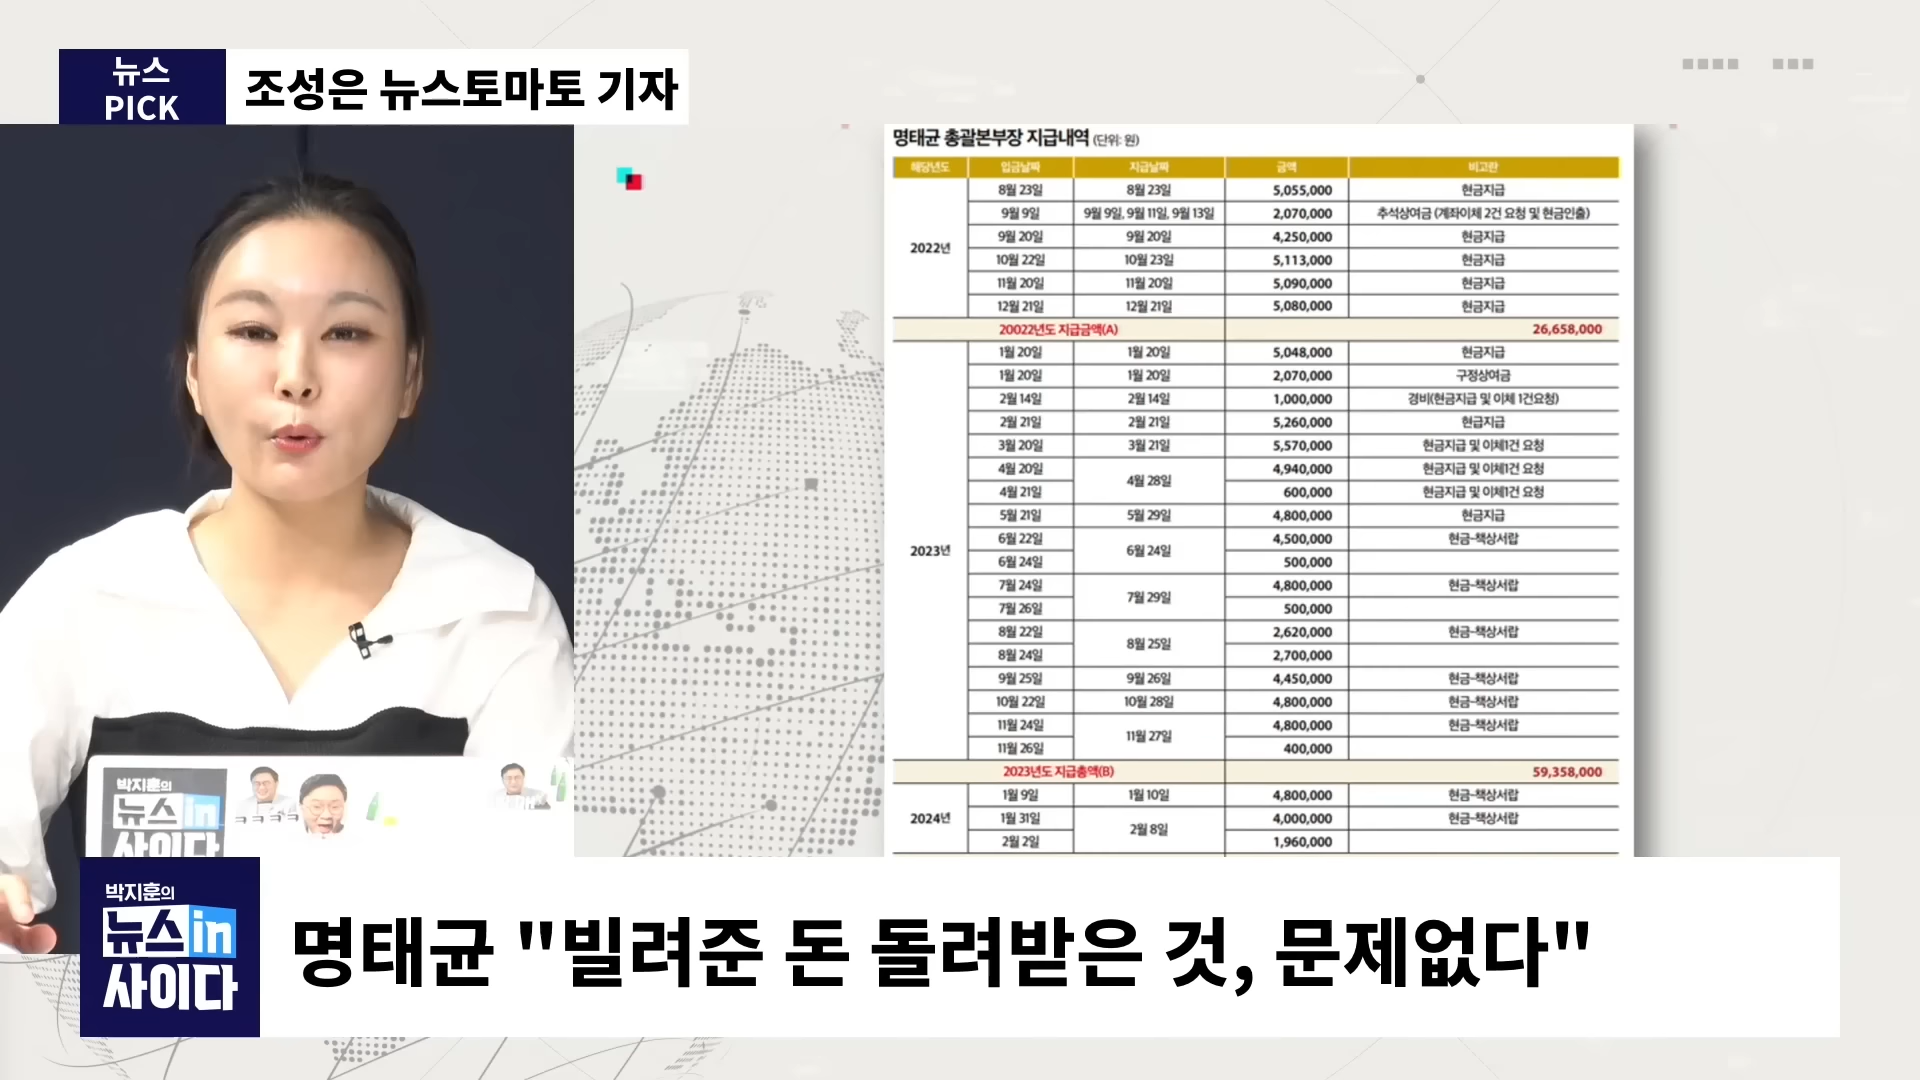 뉴스
PICK
조성은 뉴스토마토 기자
명태균 총괄본부장 지급내역 (단위: 원)
해당년도 입금날짜 지급날짜 금액 비고란
2022년
8월 23일 8월 23일 5,055,000 현금지급
9월 9일 9월 9일, 9월 11일, 9월 13일 2,070,000 추석상여금 (계좌이체 2건 요청 및 현금인출)
9월 20일 9월 20일 4,250,000 현금지급
10월 22일 10월 23일 5,113,000 현금지급
11월 20일 11월 20일 5,090,000 현금지급
12월 21일 12월 21일 5,080,000 현금지급
20022년도 지급금액(A) 26,658,000
2023년
1월 20일 1월 20일 5,048,000 현금지급
1월 20일 1월 20일 2,070,000 구정상여금
2월 14일 2월 14일 1,000,000 경비(현금지급 및 이체 1건요청)
2월 21일 2월 21일 5,260,000 현급지급
3월 20일 3월 21일 5,570,000 현금지급 및 이체1건 요청
4월 20일 4월 28일 4,940,000 현금지급 및 이체1건 요청
4월 21일 600,000 현금지급 및 이체1건 요청
5월 21일 5월 29일 4,800,000 현금지급
6월 22일 6월 24일 4,500,000 현금-책상서랍
6월 24일 500,000
7월 24일 7월 29일 4,800,000 현금-책상서랍
7월 26일 500,000
8월 22일 8월 25일 2,620,000 현금-책상서랍
8월 24일 2,700,000
9월 25일 9월 26일 4,450,000 현금-책상서랍
10월 22일 10월 28일 4,800,000 현금-책상서랍
11월 24일 11월 27일 4,800,000 현금-책상서랍
11월 26일 400,000
2023년도 지급총액(B) 59,358,000
2024년
1월 9일 1월 10일 4,800,000 현금-책상서랍
1월 31일 2월 8일 4,000,000 현금-책상서랍
2월 2일 1,960,000
박지훈의
뉴스in
사이다
ㅋㅋㅋㅋ
박지훈의
뉴스in
사이다
명태균 "빌려준 돈 돌려받은 것, 문제없다"